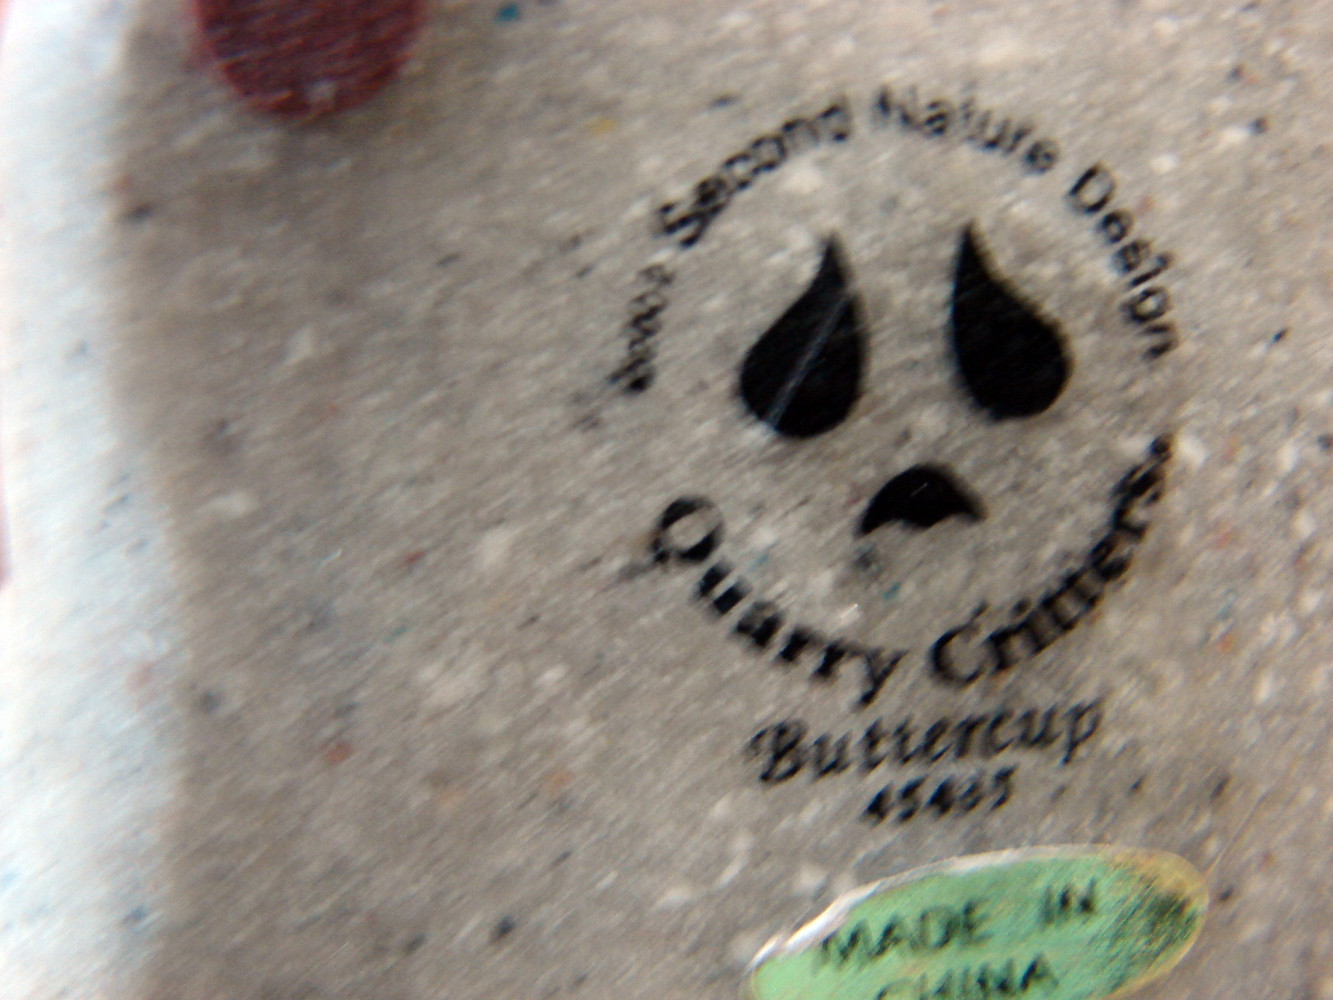 Second Nature Design
Quarry Critters
Buttercup
45465
MADE IN
CHINA